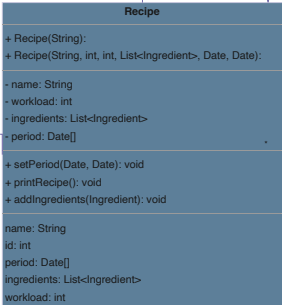 Recipe
+ Recipe(String):
+ Recipe(String, int, int, List<Ingredient>, Date, Date):
- name: String
- workload: int
- ingredients: List<Ingredient>
- period: Date[]
+ setPeriod(Date, Date): void
+ printRecipe(): void
+ addIngredients(Ingredient): void
name: String
id: int
period: Date[]
ingredients: List<Ingredient>
workload: int